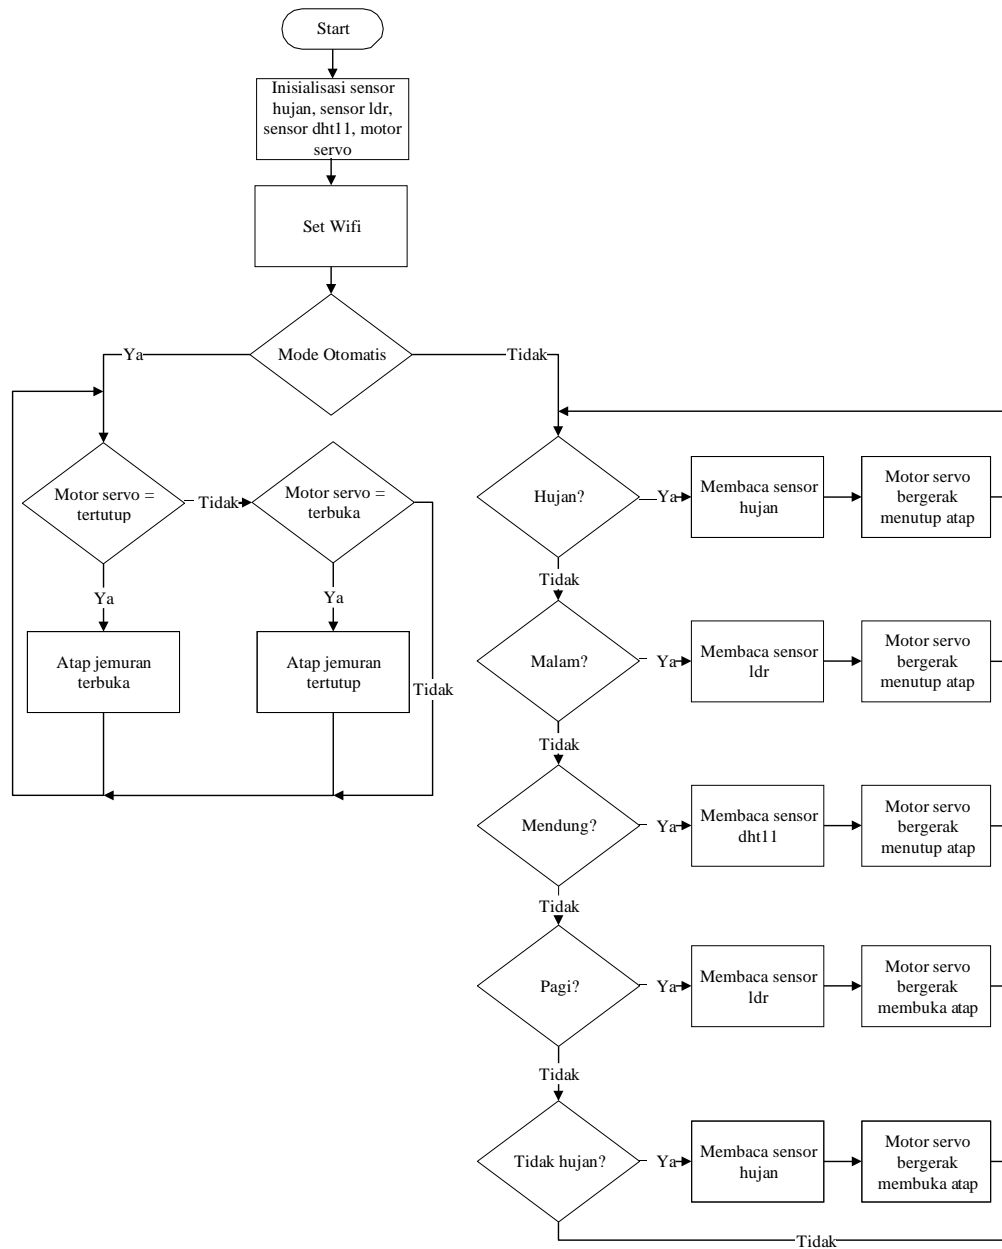 Start
Inisialisasi sensor
hujan, sensor ldr,
sensor dht11, motor
servo
Set Wifi
Mode Otomatis
Ya
Tidak
Motor servo =
tertutup
Tidak
Motor servo =
terbuka
Ya
Ya
Atap jemuran
terbuka
Atap jemuran
tertutup
Tidak
Hujan?
Ya
Membaca sensor
hujan
Motor servo
bergerak
menutup atap
Tidak
Malam?
Ya
Membaca sensor
ldr
Motor servo
bergerak
menutup atap
Tidak
Mendung?
Ya
Membaca sensor
dht11
Motor servo
bergerak
menutup atap
Tidak
Pagi?
Ya
Membaca sensor
ldr
Motor servo
bergerak
membuka atap
Tidak
Tidak hujan?
Ya
Membaca sensor
hujan
Motor servo
bergerak
membuka atap
Tidak